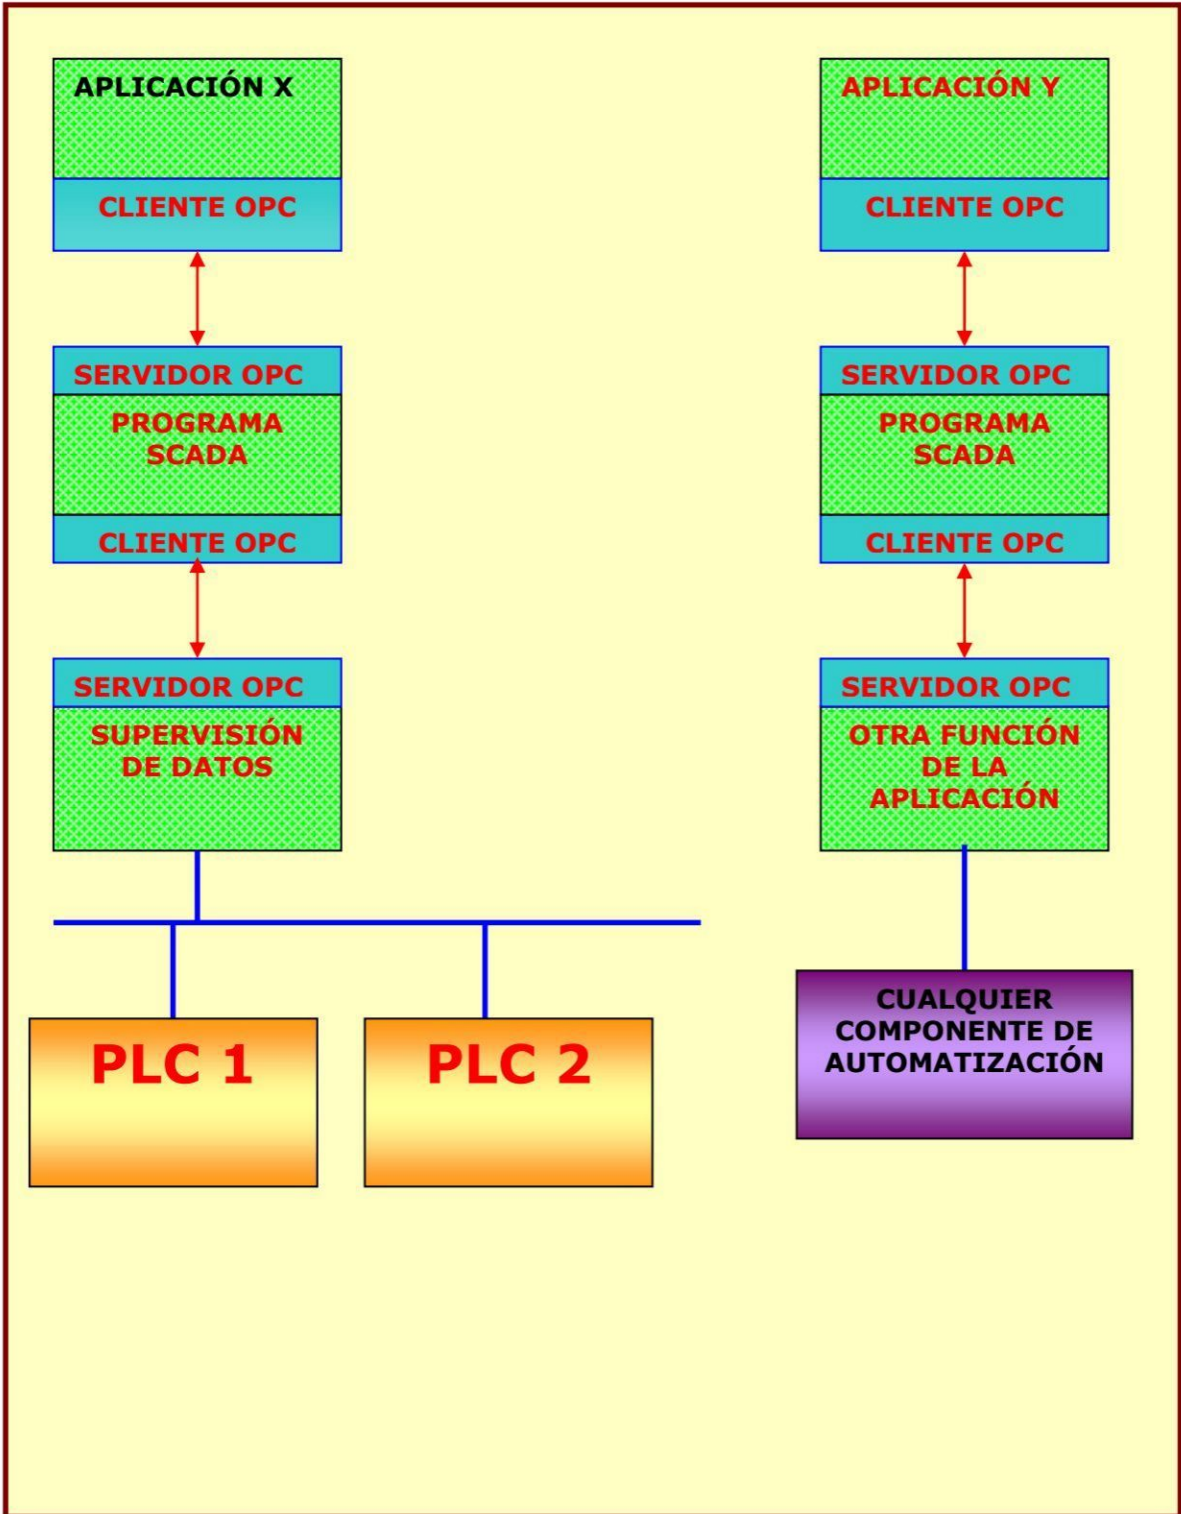 APLICACIÓN X
CLIENTE OPC
SERVIDOR OPC
PROGRAMA
SCADA
CLIENTE OPC
SERVIDOR OPC
SUPERVISIÓN
DE DATOS
PLC 1
PLC 2
APLICACIÓN Y
CLIENTE OPC
SERVIDOR OPC
PROGRAMA
SCADA
CLIENTE OPC
SERVIDOR OPC
OTRA FUNCIÓN
DE LA
APLICACIÓN
CUALQUIER
COMPONENTE DE
AUTOMATIZACIÓN